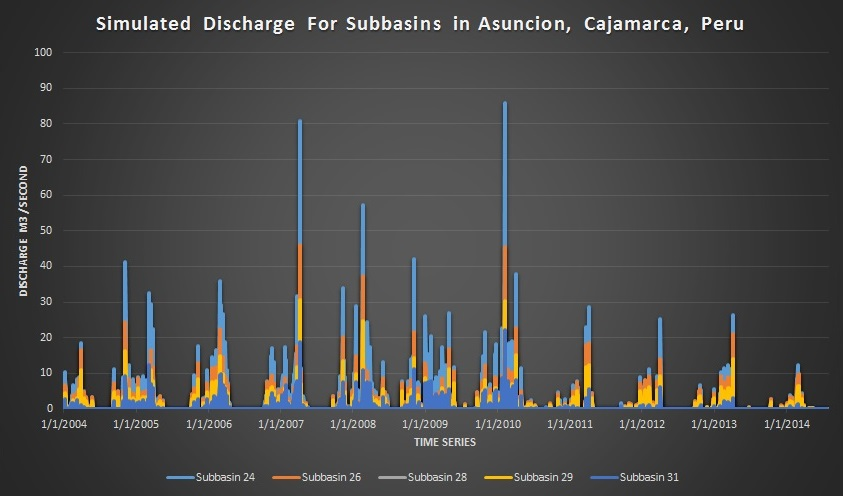 Simulated Discharge For Subbasins in Asuncion, Cajamarca, Peru
100
90
80
70
60
50
40
30
20
10
0
DISCHARGE M3/SECOND
1/1/2004 1/1/2005 1/1/2006 1/1/2007 1/1/2008 1/1/2009 1/1/2010 1/1/2011 1/1/2012 1/1/2013 1/1/2014
TIME SERIES
Subbasin 24 Subbasin 26 Subbasin 28 Subbasin 29 Subbasin 31